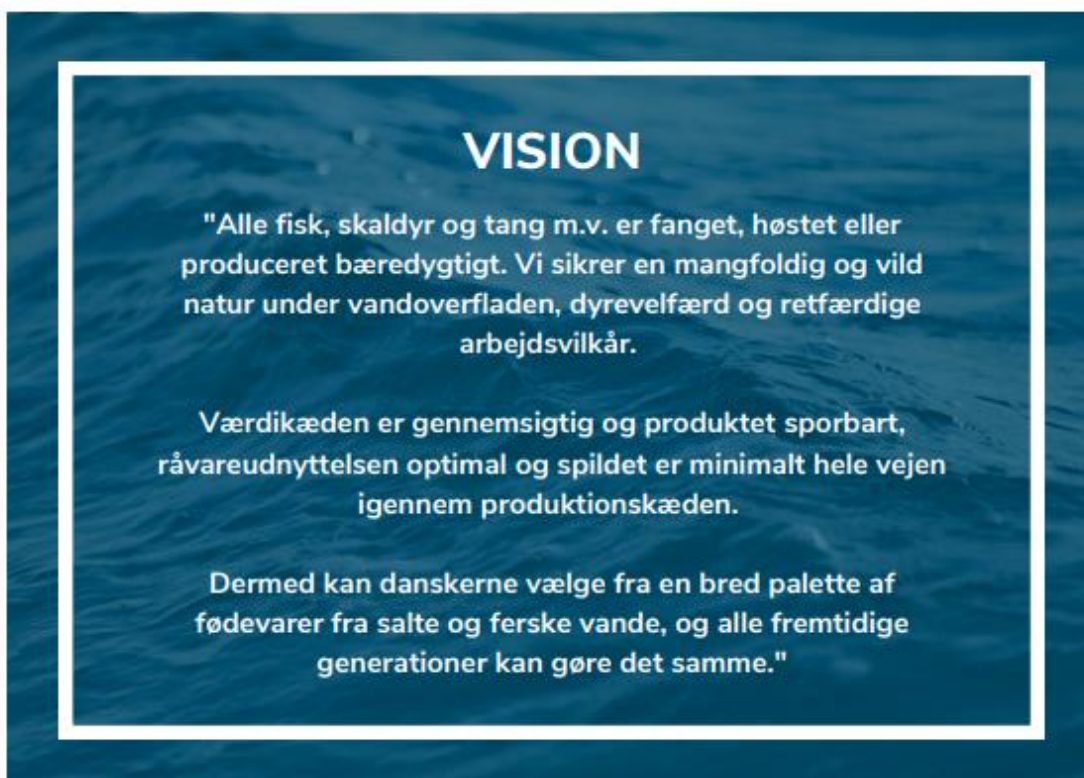 VISION
"Alle fisk, skaldyr og tang m.v. er fanget, høstet eller
produceret bæredygtigt. Vi sikrer en mangfoldig og vild
natur under vandoverfladen, dyrevelfærd og retfærdige
arbejdsvilkår.
Værdikæden er gennemsigtig og produktet sporbart,
råvareudnyttelsen optimal og spildet er minimalt hele vejen
igennem produktionskæden.
Dermed kan danskerne vælge fra en bred palette af
fødevarer fra salte og ferske vande, og alle fremtidige
generationer kan gøre det samme."